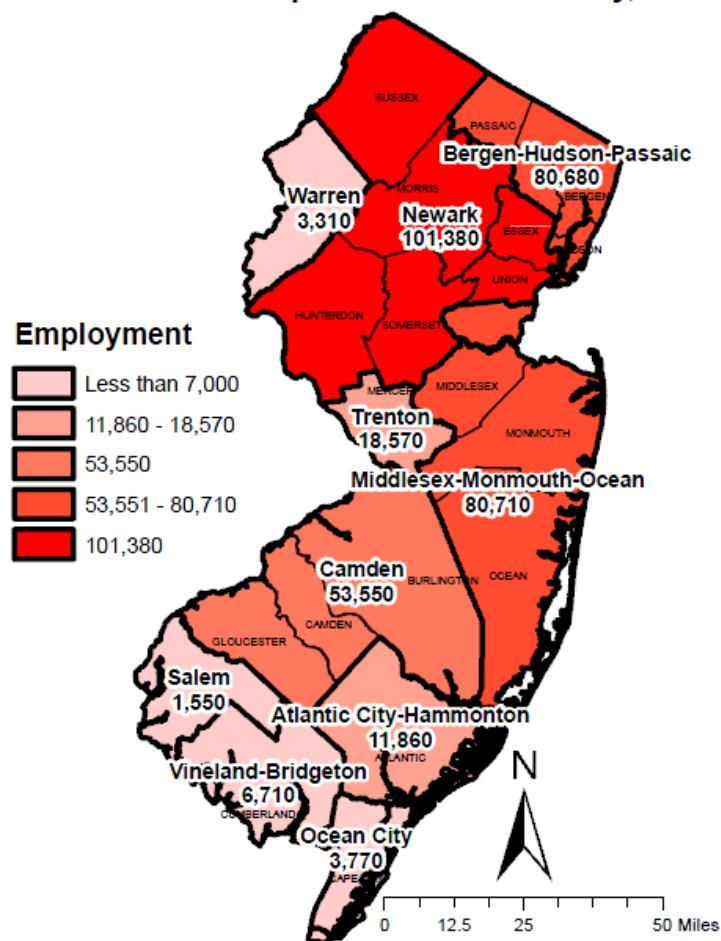 SUSSEX
PASSAIC
Bergen-Hudson-Passaic
80,680
BERGEN
Warren
3,310
MORRIS
Newark
101,380
ESSEX
UNION
HUNTERDON
SOMERSET
Employment
Less than 7,000
11,860 - 18,570
53,550
53,551 - 80,710
101,380
MERCER
MIDDLESEX
Trenton
18,570
MONMOUTH
Middlesex-Monmouth-Ocean
80,710
Camden
53,550
BURLINGTON
OCEAN
CAMDEN
GLOUCESTER
Salem
1,550
Atlantic City-Hammonton
11,860
ATLANTIC
Vineland-Bridgeton
6,710
CUMBERLAND
Ocean City
3,770
CAPE
N
0 12.5 25 50 Miles